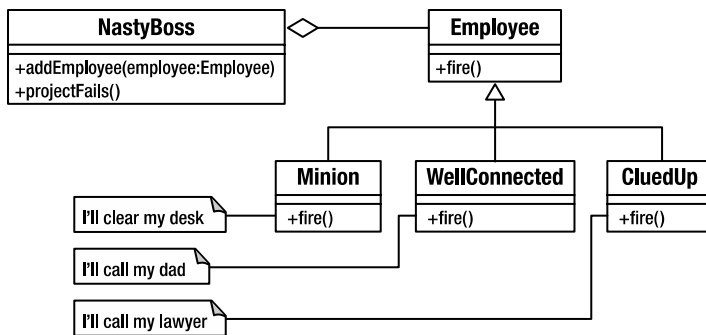 NastyBoss
+addEmployee(employee:Employee)
+projectFails()
Employee
+fire()
Minion
+fire()
WellConnected
+fire()
CluedUp
+fire()
I'll clear my desk
I'll call my dad
I'll call my lawyer